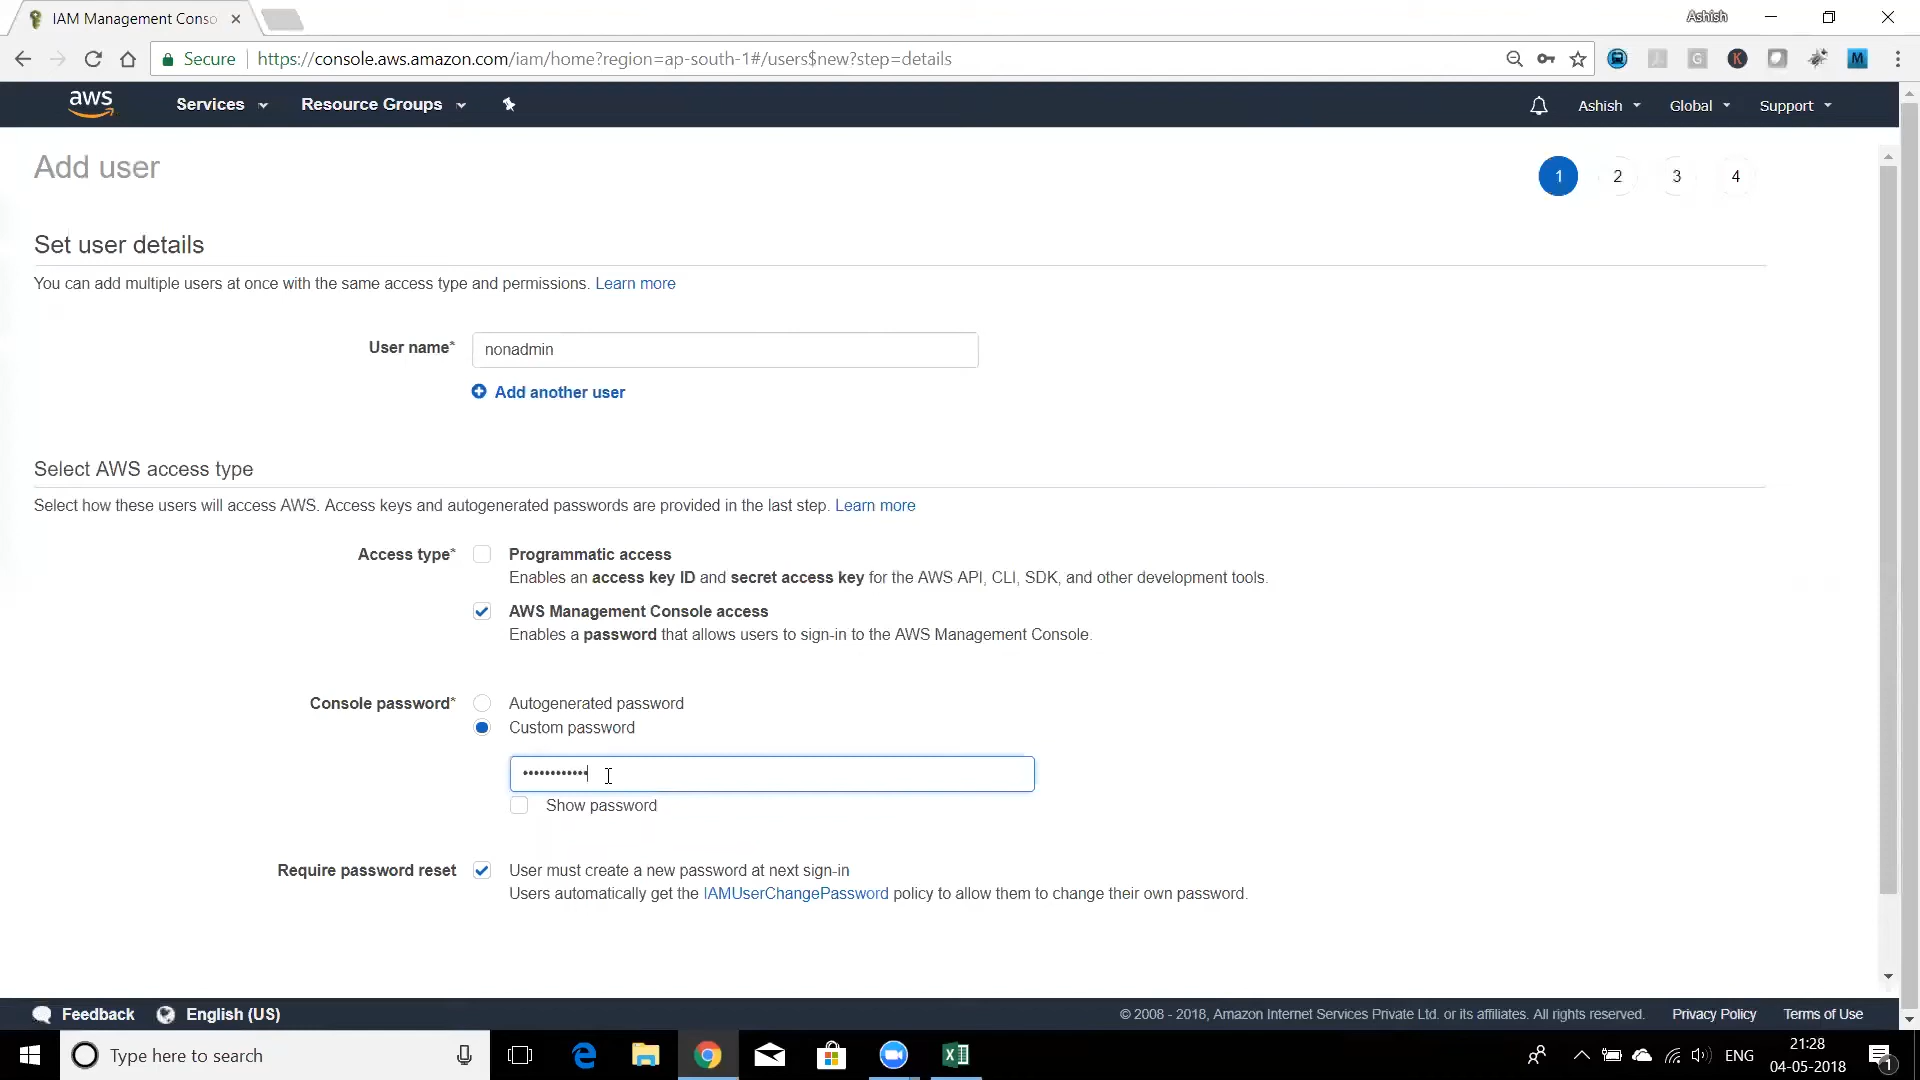 IAM Management Conso
Ashish
Secure
https://console.aws.amazon.com/iam/home?region=ap-south-1#/users$new?step=details
aws
Services
Resource Groups
Ashish
Global
Support
Add user
1
2
3
4
Set user details
You can add multiple users at once with the same access type and permissions. Learn more
User name*
nonadmin
Add another user
Select AWS access type
Select how these users will access AWS. Access keys and autogenerated passwords are provided in the last step. Learn more
Access type*
Programmatic access
Enables an access key ID and secret access key for the AWS API, CLI, SDK, and other development tools.
AWS Management Console access
Enables a password that allows users to sign-in to the AWS Management Console.
Console password*
Autogenerated password
Custom password
••••••••••••
Show password
Require password reset
User must create a new password at next sign-in
Users automatically get the IAMUserChangePassword policy to allow them to change their own password.
Feedback
English (US)
© 2008 - 2018, Amazon Internet Services Private Ltd. or its affiliates. All rights reserved.
Privacy Policy
Terms of Use
Type here to search
ENG
21:28
04-05-2018
1